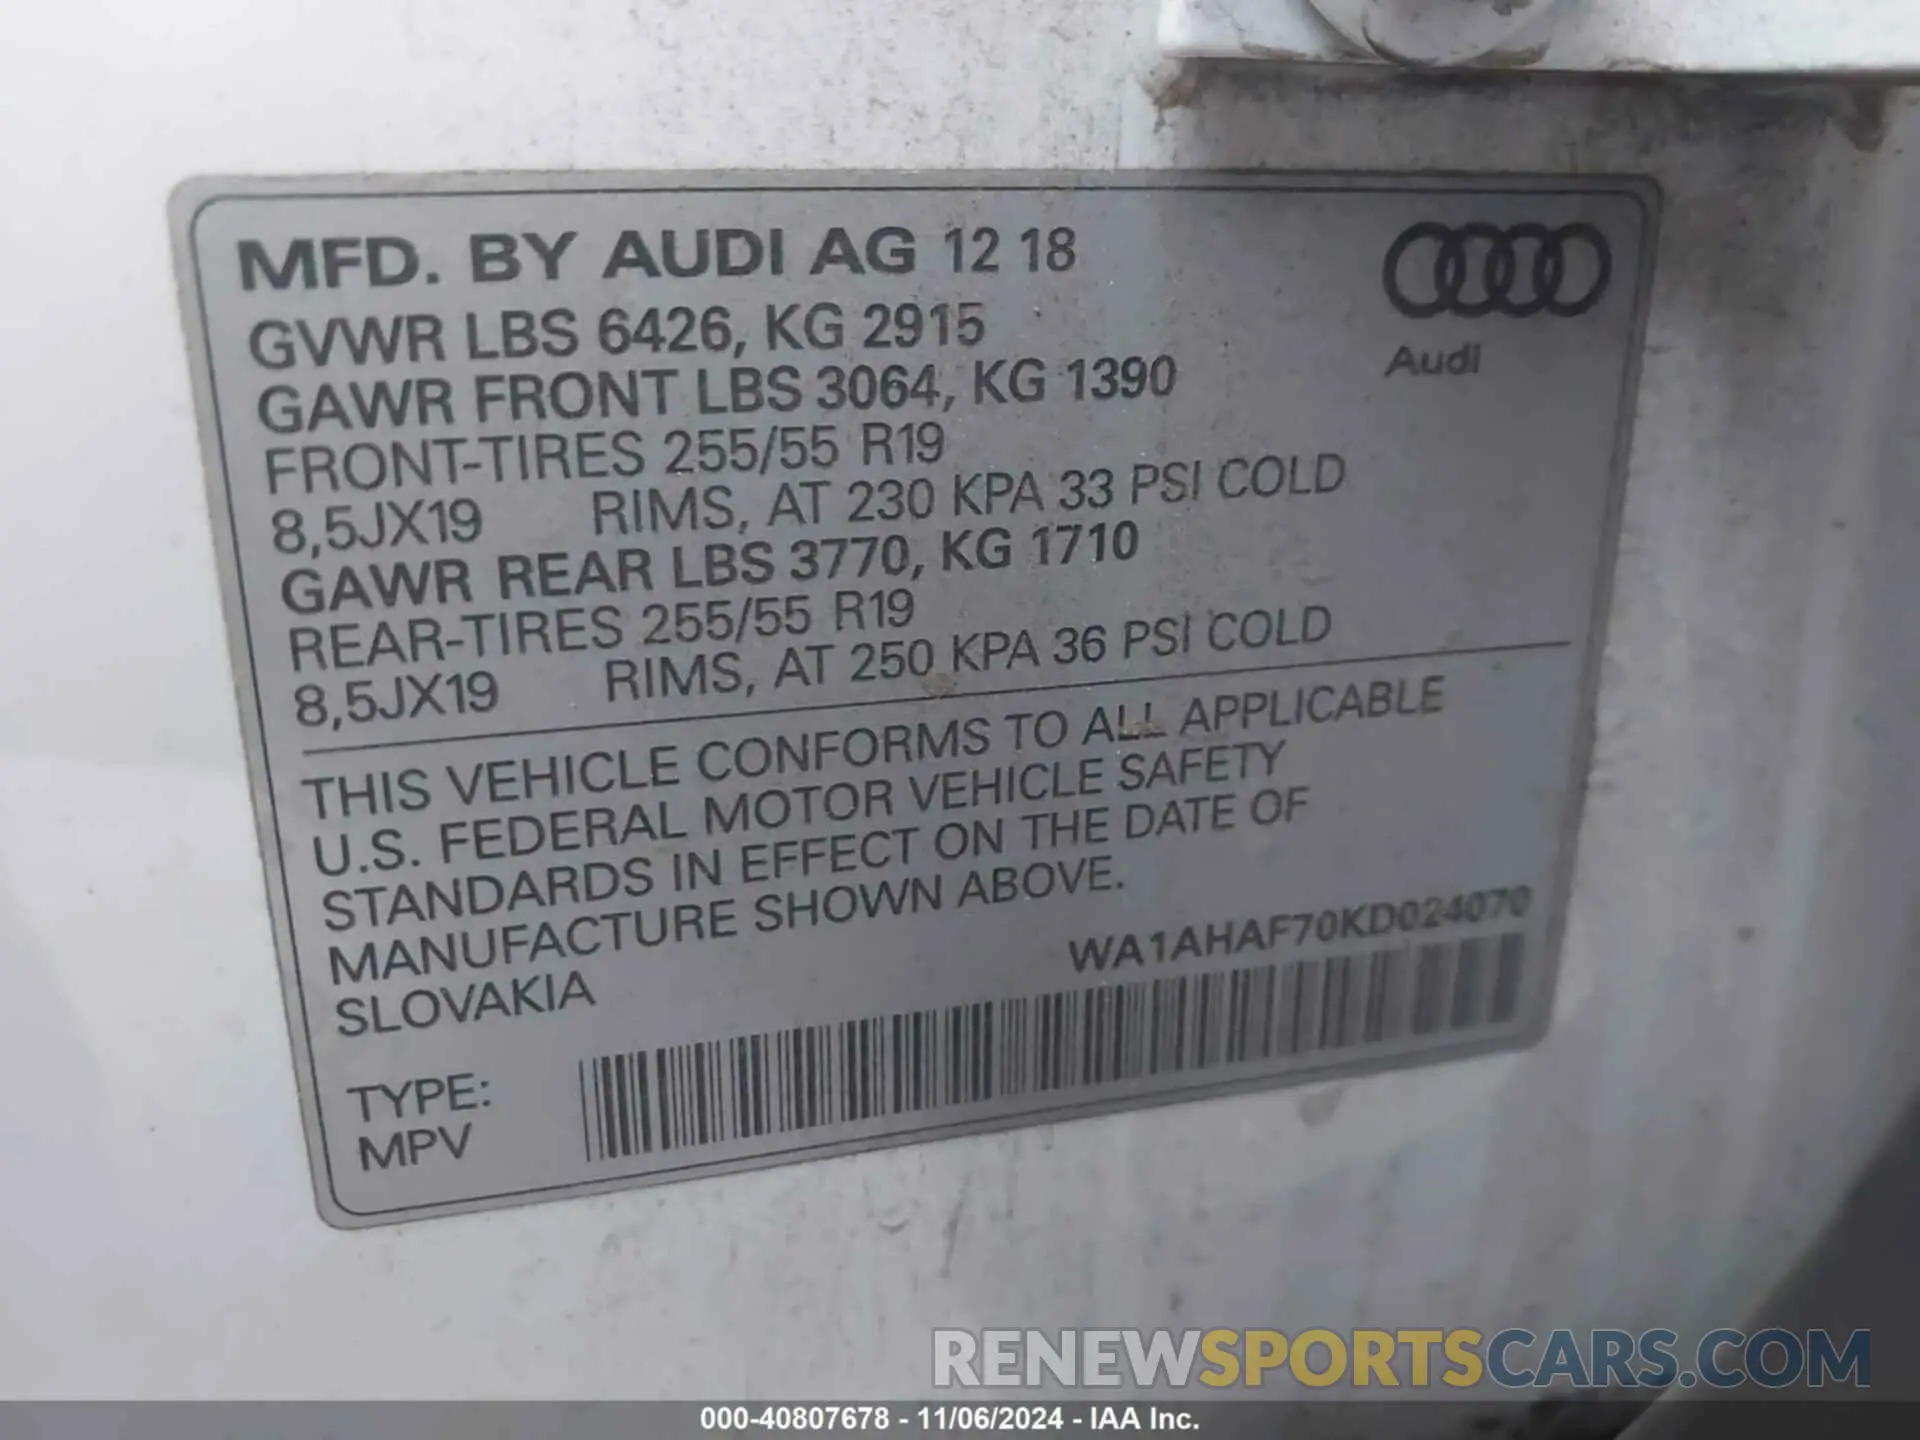 MFD. BY AUDI AG 12 18
GVWR LBS 6426, KG 2915
GAWR FRONT LBS 3064, KG 1390
FRONT-TIRES 255/55 R19
8,5JX19 RIMS, AT 230 KPA 33 PSI COLD
GAWR REAR LBS 3770, KG 1710
REAR-TIRES 255/55 R19
8,5JX19 RIMS, AT 250 KPA 36 PSI COLD
Audi
THIS VEHICLE CONFORMS TO ALL APPLICABLE
U.S. FEDERAL MOTOR VEHICLE SAFETY
STANDARDS IN EFFECT ON THE DATE OF
MANUFACTURE SHOWN ABOVE.
SLOVAKIA
WA1AHAF70KD024070
TYPE:
MPV
RENEWSPORTSCARS.COM
000-40807678 - 11/06/2024 - IAA Inc.